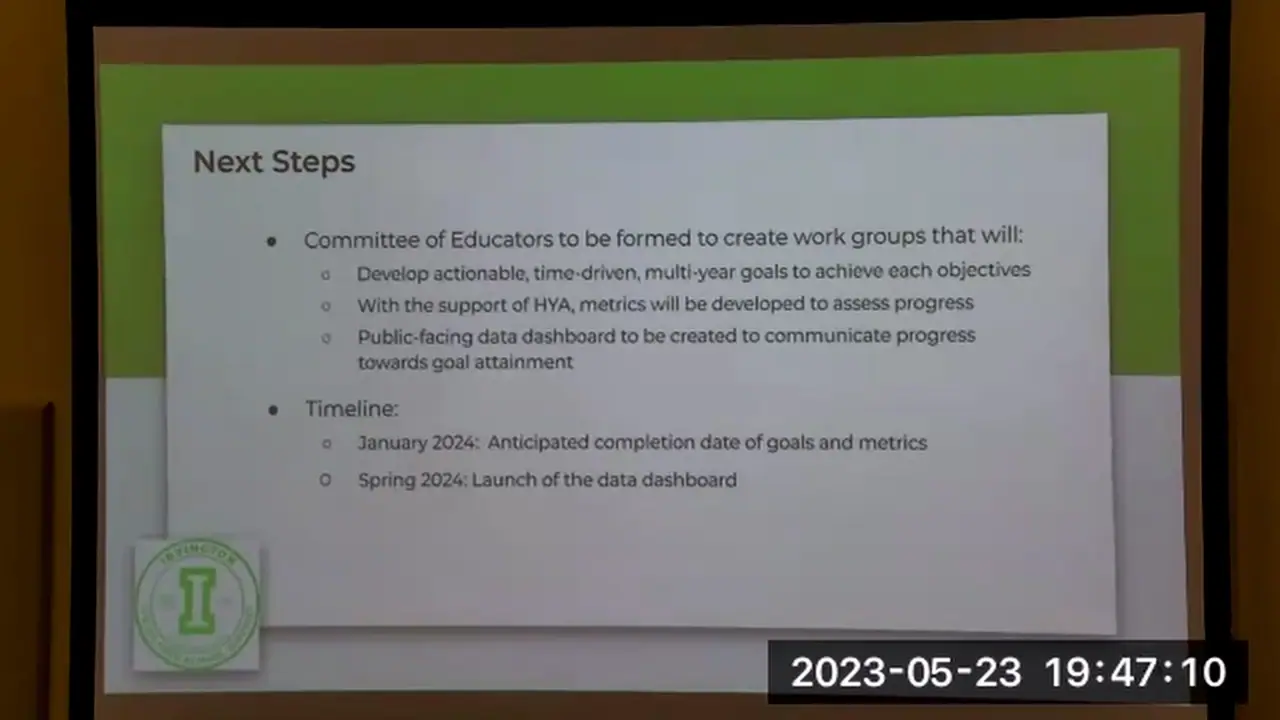 Next Steps
• Committee of Educators to be formed to create work groups that will:
○ Develop actionable, time-driven, multi-year goals to achieve each objectives
○ With the support of HYA, metrics will be developed to assess progress
○ Public-facing data dashboard to be created to communicate progress
towards goal attainment
• Timeline:
○ January 2024: Anticipated completion date of goals and metrics
○ Spring 2024: Launch of the data dashboard
IRVINGTON
I
2023-05-23 19:47:10